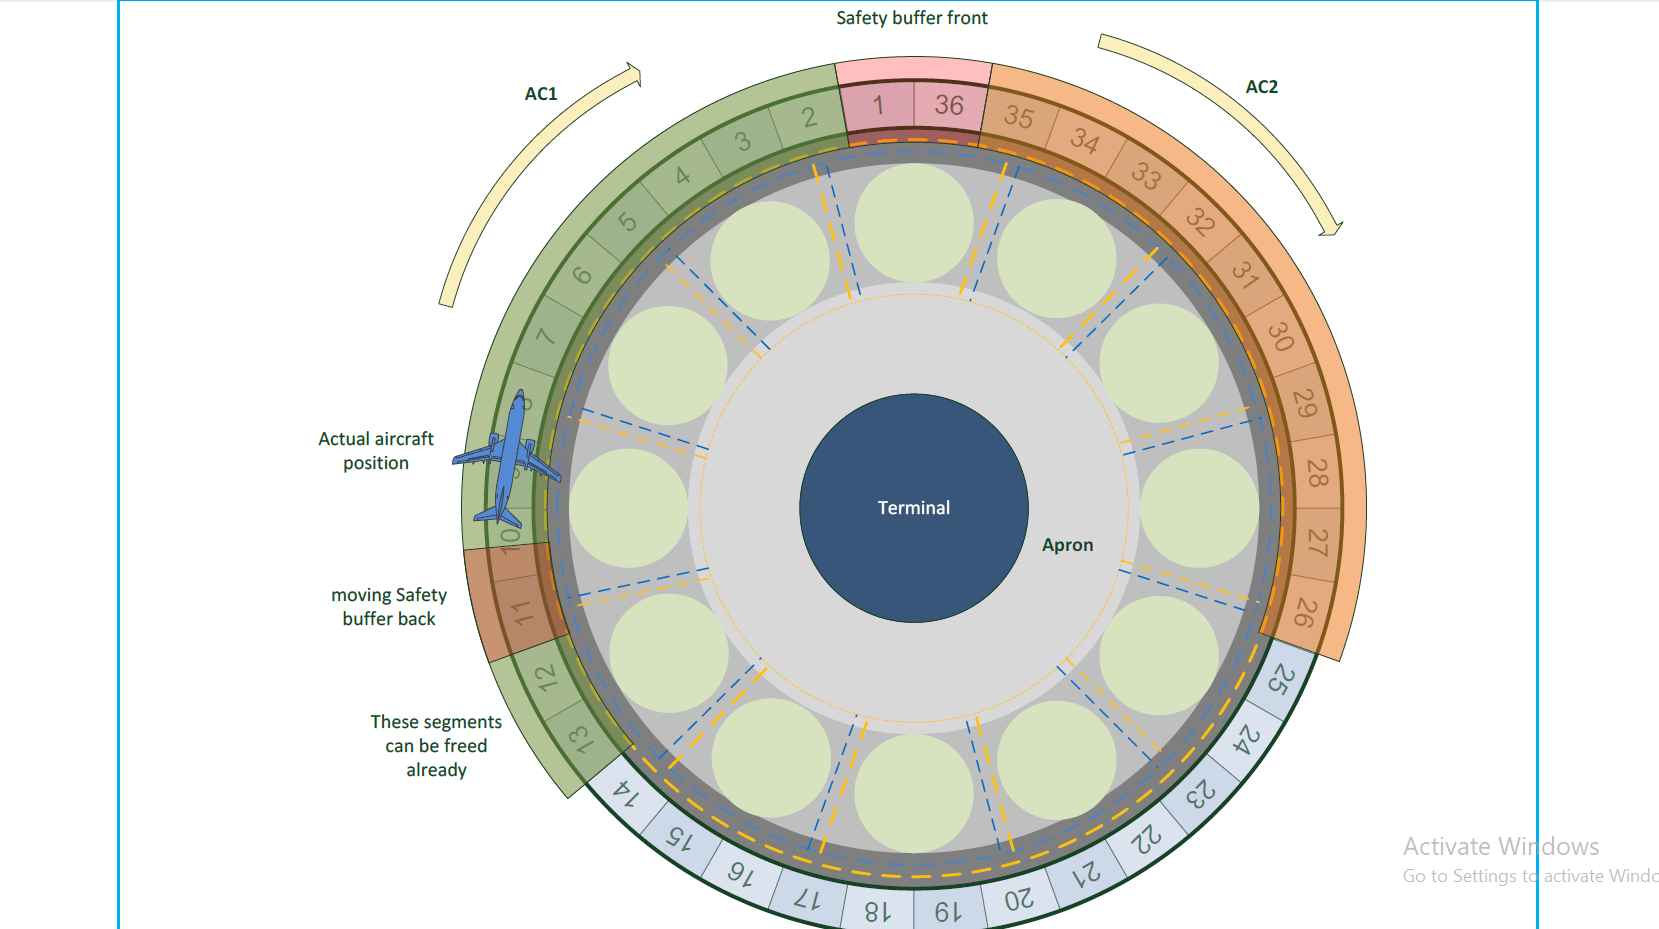 Safety buffer front
AC1
AC2
1
36
35
34
33
32
31
30
29
28
27
26
25
24
23
22
21
20
19
18
17
16
15
14
13
12
11
10
9
8
7
6
5
4
3
2
Actual aircraft
position
Terminal
Apron
moving Safety
buffer back
These segments
can be freed
already
Activate Windows
Go to Settings to activate Windo